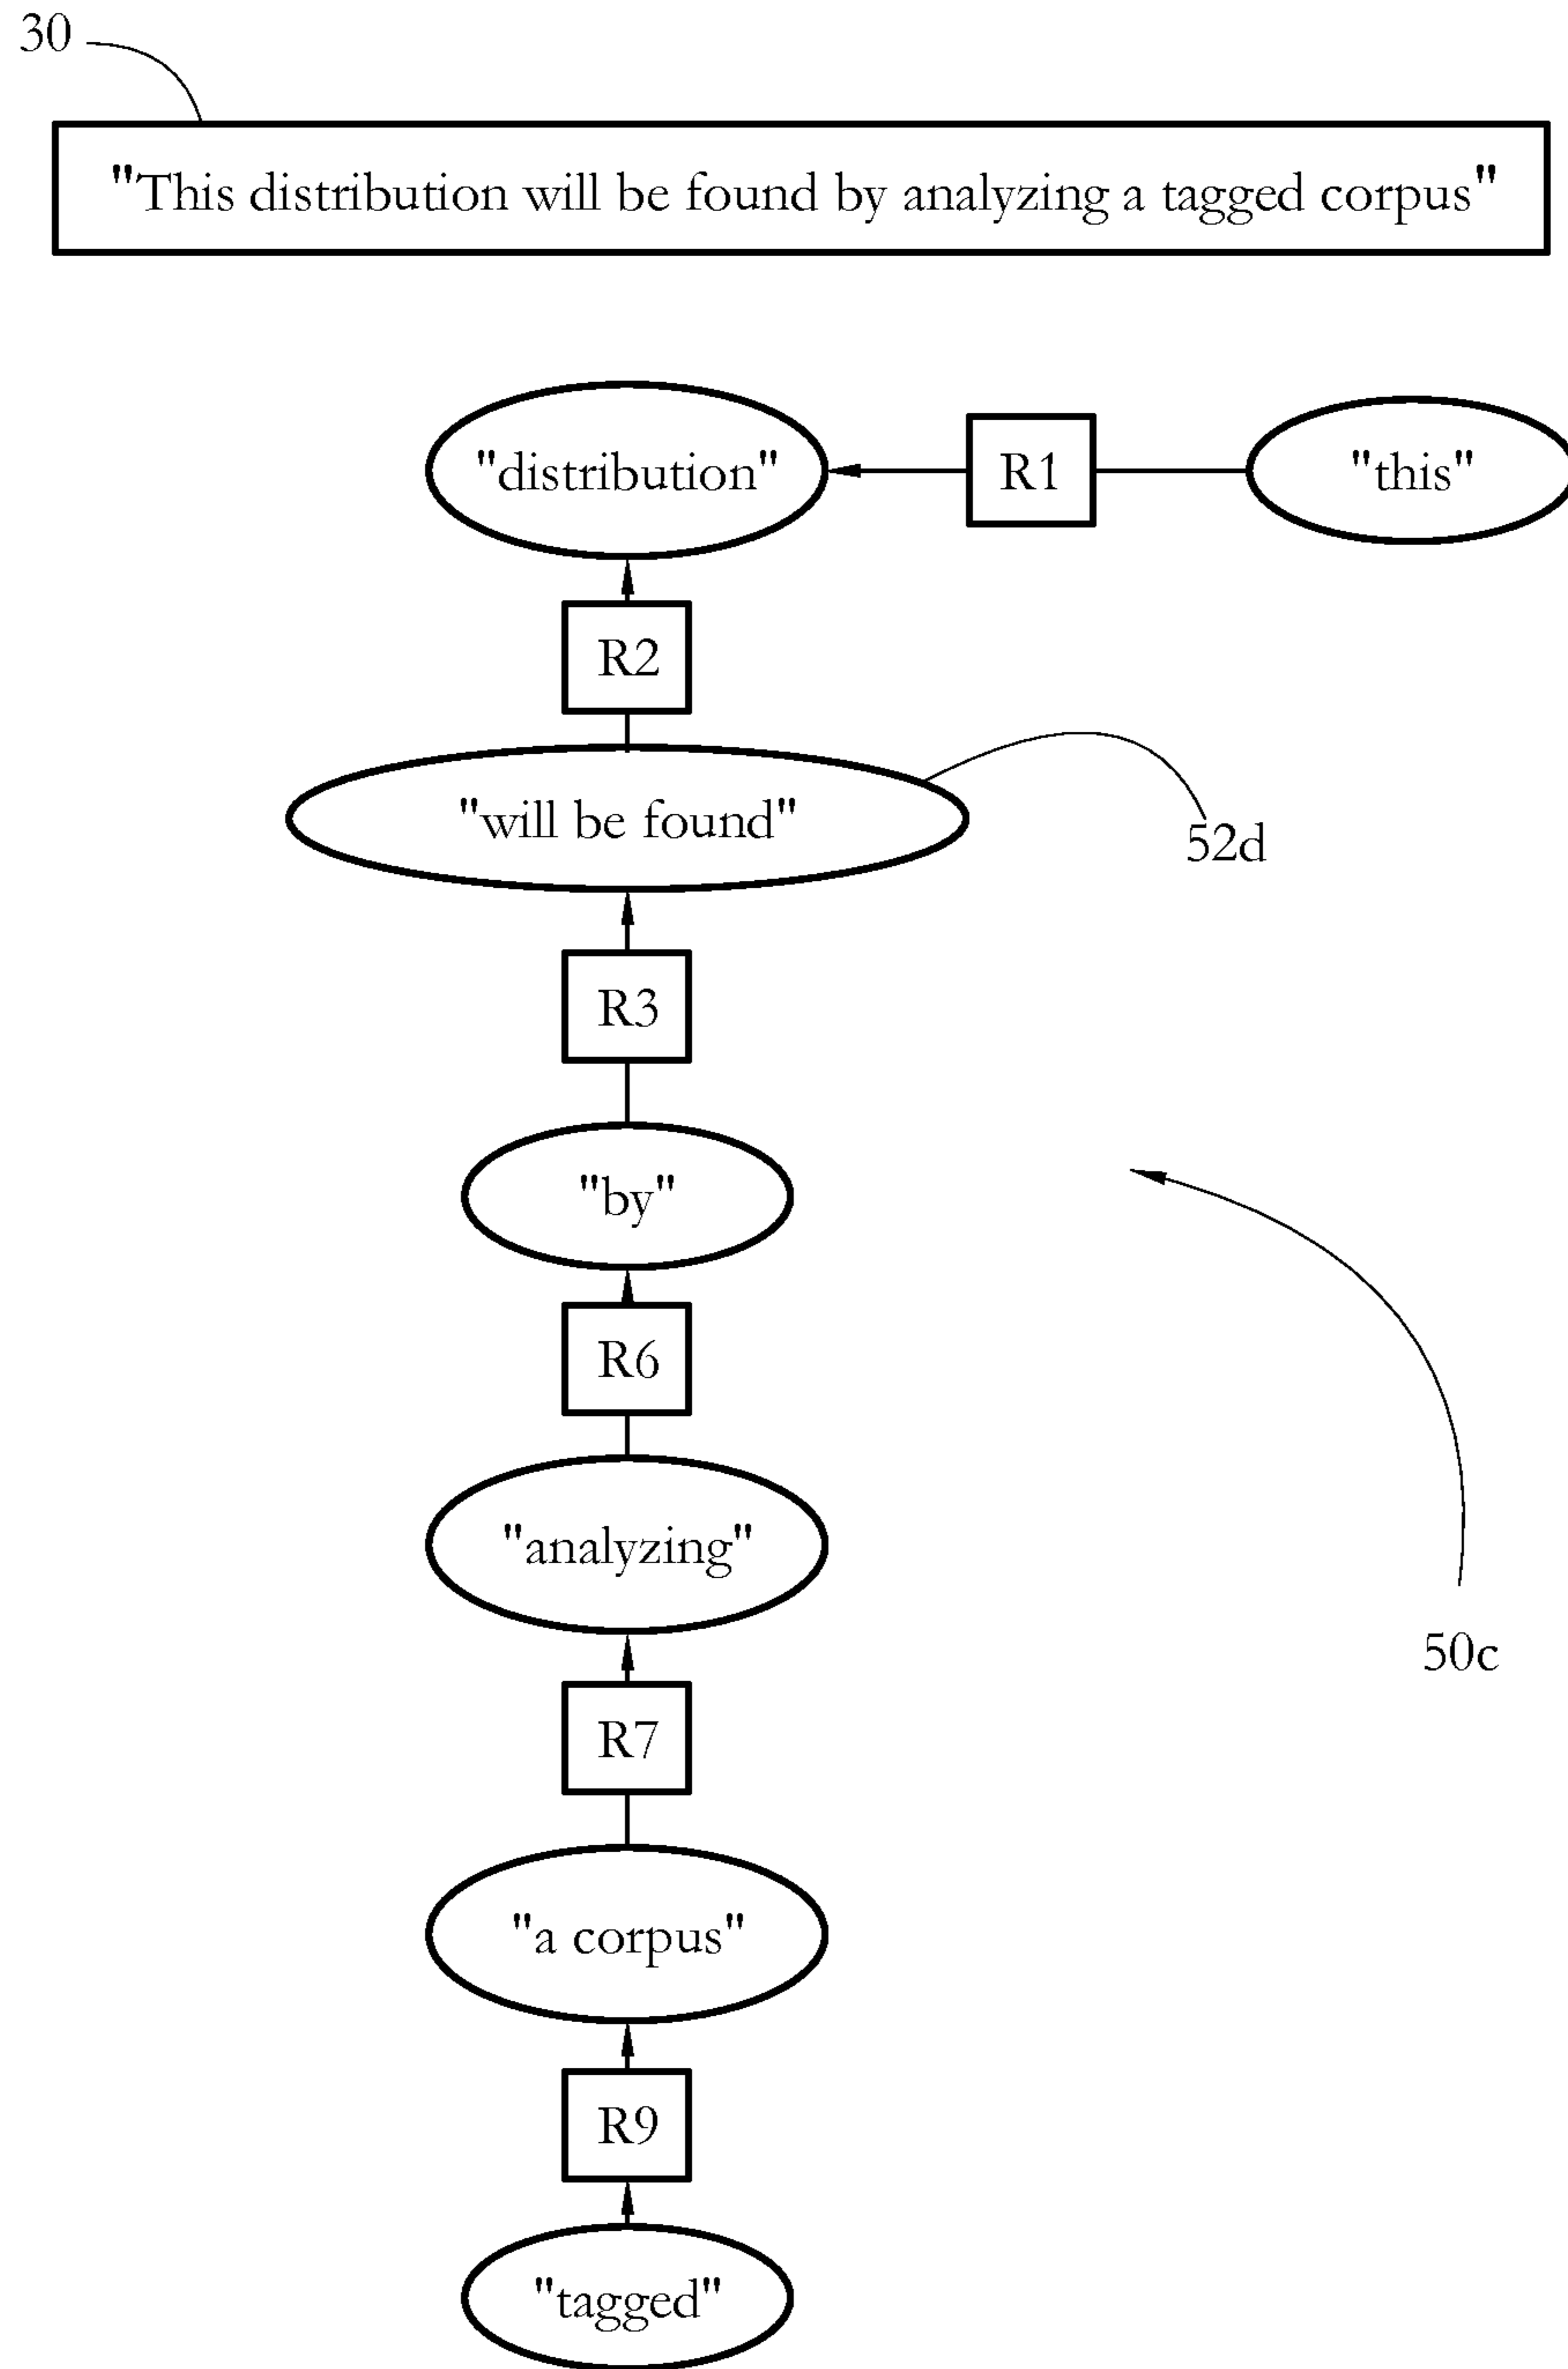 30
"This distribution will be found by analyzing a tagged corpus"
"distribution"
R1
"this"
R2
"will be found"
52d
R3
"by"
R6
"analyzing"
50c
R7
"a corpus"
R9
"tagged"